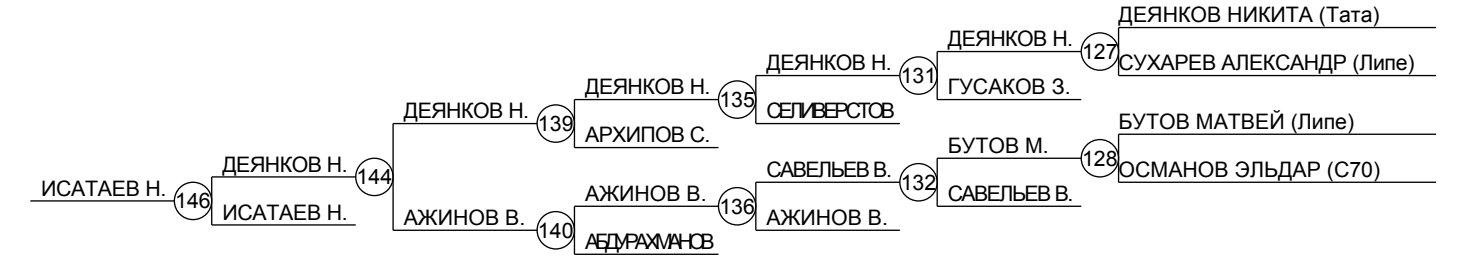 ДЕЯНКОВ НИКИТА (Тата)
ДЕЯНКОВ Н.
127
ДЕЯНКОВ Н.
СУХАРЕВ АЛЕКСАНДР (Липе)
131
ДЕЯНКОВ Н.
ГУСАКОВ З.
135
ДЕЯНКОВ Н.
СЕЛИВЕРСТОВ
139
БУТОВ МАТВЕЙ (Липе)
АРХИПОВ С.
БУТОВ М.
128
ДЕЯНКОВ Н.
САВЕЛЬЕВ В.
ОСМАНОВ ЭЛЬДАР (С70)
144
132
ИСАТАЕВ Н.
АЖИНОВ В.
САВЕЛЬЕВ В.
146
136
ИСАТАЕВ Н.
АЖИНОВ В.
АЖИНОВ В.
140
АБДУРАХМАНОВ